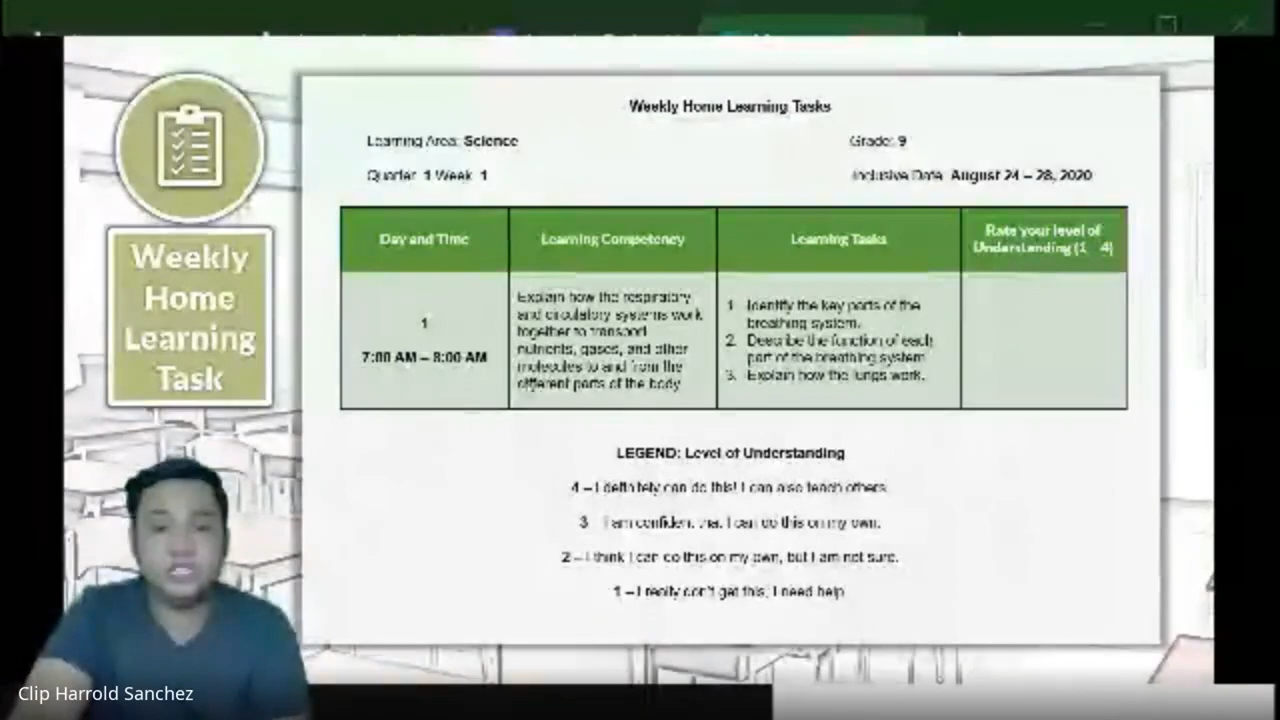 Weekly
Home
Learning
Task
Weekly Home Learning Tasks
Learning Area: Science
Grade: 9
Quarter: 1 Week: 1
Inclusive Date: August 24 – 28, 2020
Day and Time
Learning Competency
Learning Tasks
Rate your level of
Understanding (1 – 4)
1
7:00 AM – 8:00 AM
Explain how the respiratory
and circulatory systems work
together to transport
nutrients, gases, and other
molecules to and from the
different parts of the body
1. Identify the key parts of the
breathing system.
2. Describe the function of each
part of the breathing system
3. Explain how the lungs work.
LEGEND: Level of Understanding
4 – I definitely can do this! I can also teach others.
3 – I am confident that I can do this on my own.
2 – I think I can do this on my own, but I am not sure.
1 – I really don't get this, I need help.
Clip Harrold Sanchez